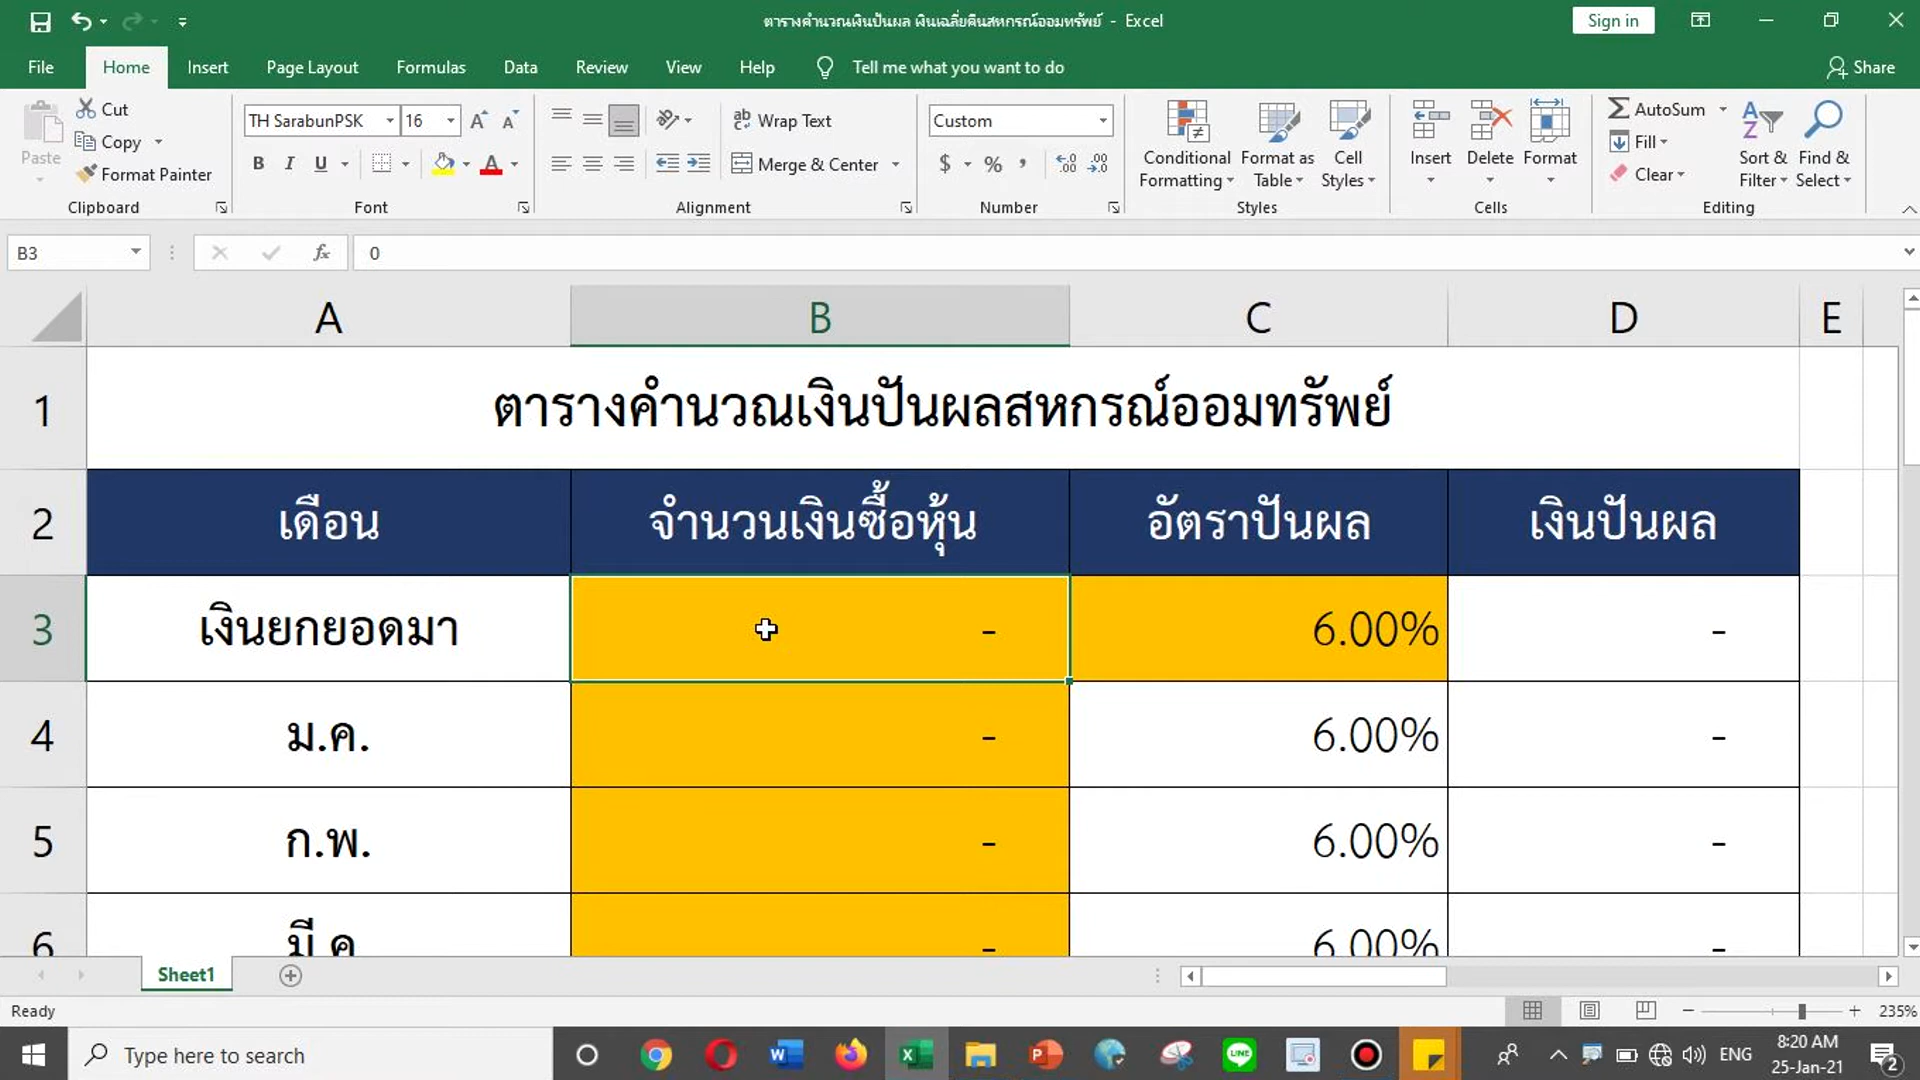 ตารางคำนวณเงินปันผล เงินเฉลี่ยคืนสหกรณ์ออมทรัพย์ - Excel
Sign in
File Home Insert Page Layout Formulas Data Review View Help Tell me what you want to do Share
Paste
Cut
Copy
Format Painter
Clipboard
TH SarabunPSK 16
B I U
Font
Wrap Text
Merge & Center
Alignment
Custom
$ % ,
Number
Conditional Formatting
Format as Table
Cell Styles
Styles
Insert Delete Format
Cells
AutoSum
Fill
Clear
Sort & Filter
Find & Select
Editing
B3 fx 0
A B C D E
1 ตารางคำนวณเงินปันผลสหกรณ์ออมทรัพย์
2 เดือน จำนวนเงินซื้อหุ้น อัตราปันผล เงินปันผล
3 เงินยกยอดมา - 6.00% -
4 ม.ค. - 6.00% -
5 ก.พ. - 6.00% -
6 มี.ค. - 6.00% -
Sheet1
Ready 235%
Type here to search
LINE
ENG
8:20 AM
25-Jan-21
2